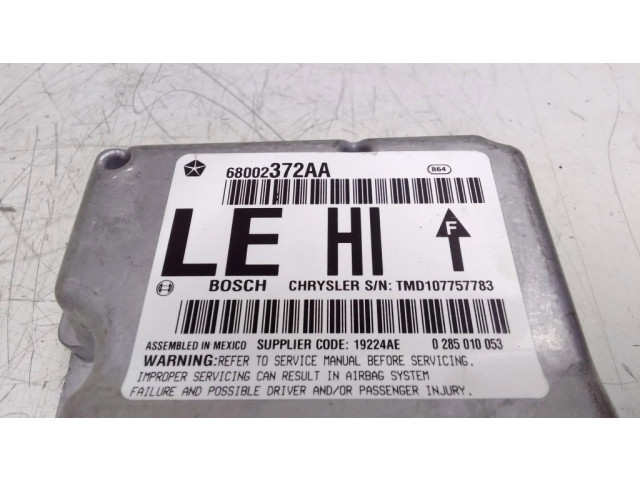 68002372AA 864
LE HI F
BOSCH CHRYSLER S/N: TMD107757783
ASSEMBLED IN MEXICO SUPPLIER CODE: 19224AE 0 285 010 053
WARNING:REFER TO SERVICE MANUAL BEFORE SERVICING.
IMPROPER SERVICING CAN RESULT IN AIRBAG SYSTEM
FAILURE AND POSSIBLE DRIVER AND/OR PASSENGER INJURY.